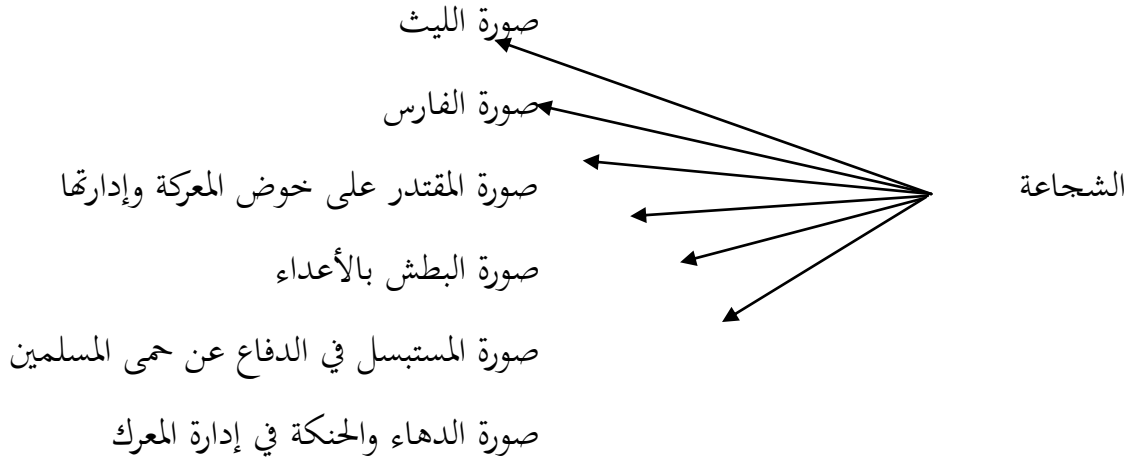 صورة الليث
صورة الفارس
الشجاعة
صورة المقتدر على خوض المعركة وإدارتها
صورة البطش بالأعداء
صورة المستبسل في الدفاع عن حمى المسلمين
صورة الدهاء والحنكة في إدارة المعرك